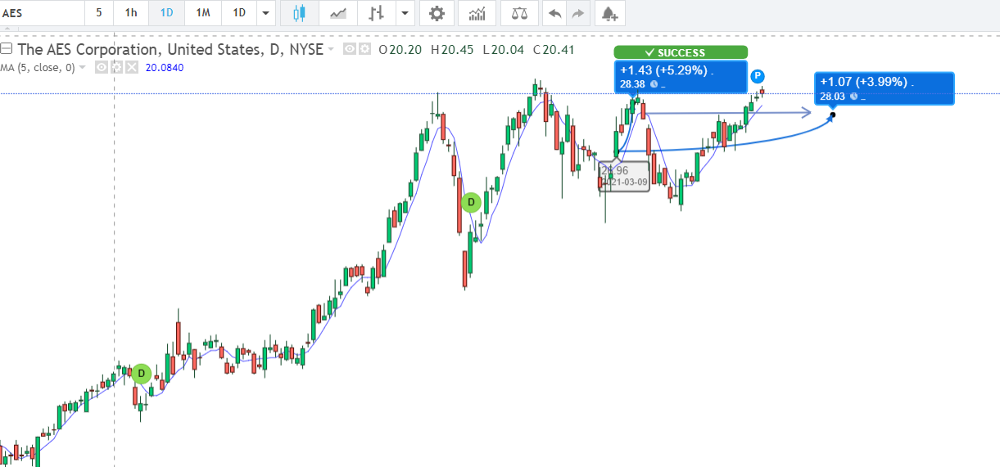 AES 5 1h 1D 1M 1D
The AES Corporation, United States, D, NYSE O20.20 H20.45 L20.04 C20.41
MA (5, close, 0) 20.0840
SUCCESS
+1.43 (+5.29%) .
28.38 _
P
+1.07 (+3.99%) .
28.03 _
26.96
2021-03-09
D
D